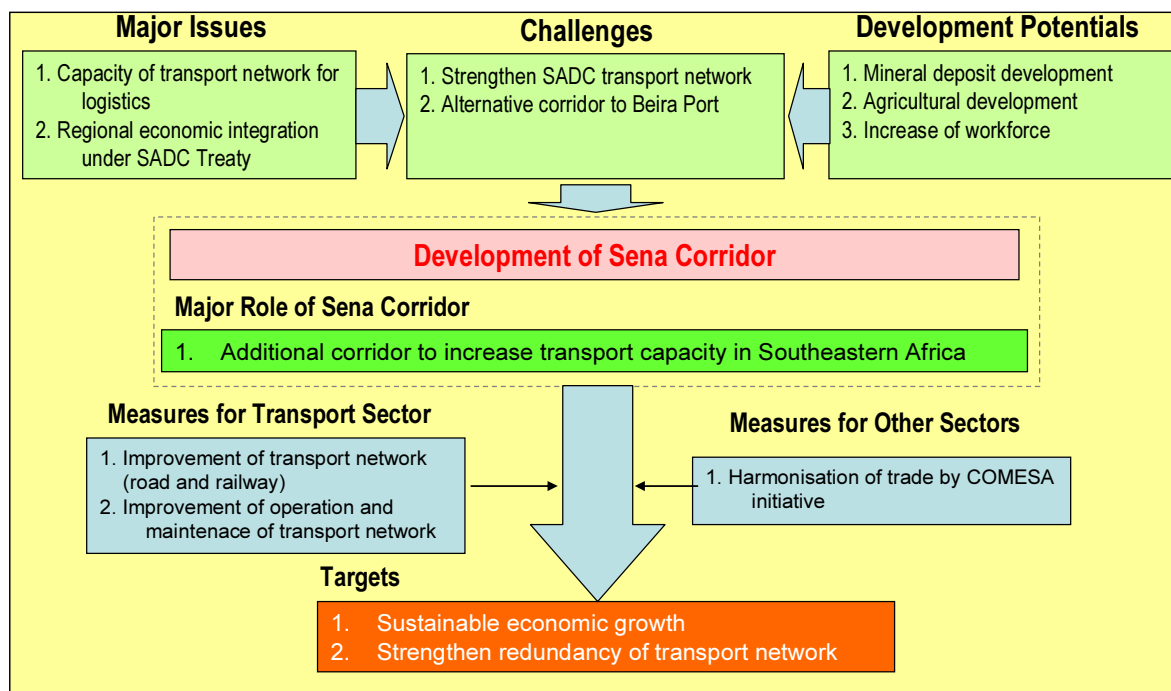 Major Issues
1. Capacity of transport network for
logistics
2. Regional economic integration
under SADC Treaty
Challenges
1. Strengthen SADC transport network
2. Alternative corridor to Beira Port
Development Potentials
1. Mineral deposit development
2. Agricultural development
3. Increase of workforce
Development of Sena Corridor
Major Role of Sena Corridor
1. Additional corridor to increase transport capacity in Southeastern Africa
Measures for Transport Sector
1. Improvement of transport network
(road and railway)
2. Improvement of operation and
maintenace of transport network
Measures for Other Sectors
1. Harmonisation of trade by COMESA
initiative
Targets
1. Sustainable economic growth
2. Strengthen redundancy of transport network